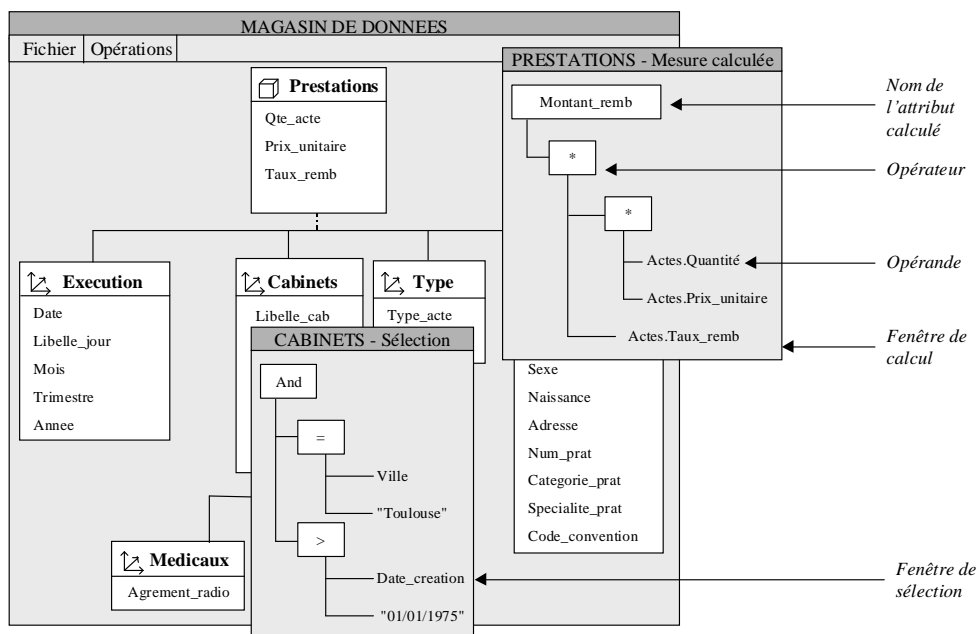 MAGASIN DE DONNEES
Fichier
Opérations
Prestations
Qte_acte
Prix_unitaire
Taux_remb
PRESTATIONS - Mesure calculée
Montant_remb
*
*
Actes.Quantité
Actes.Prix_unitaire
Actes.Taux_remb
Nom de
l'attribut
calculé
Opérateur
Opérande
Fenêtre de
calcul
Execution
Date
Libelle_jour
Mois
Trimestre
Annee
Cabinets
Libelle_cab
Type
Type_acte
CABINETS - Sélection
And
=
Ville
"Toulouse"
>
Date_creation
"01/01/1975"
Sexe
Naissance
Adresse
Num_prat
Categorie_prat
Specialite_prat
Code_convention
Medicaux
Agrement_radio
Fenêtre de
sélection